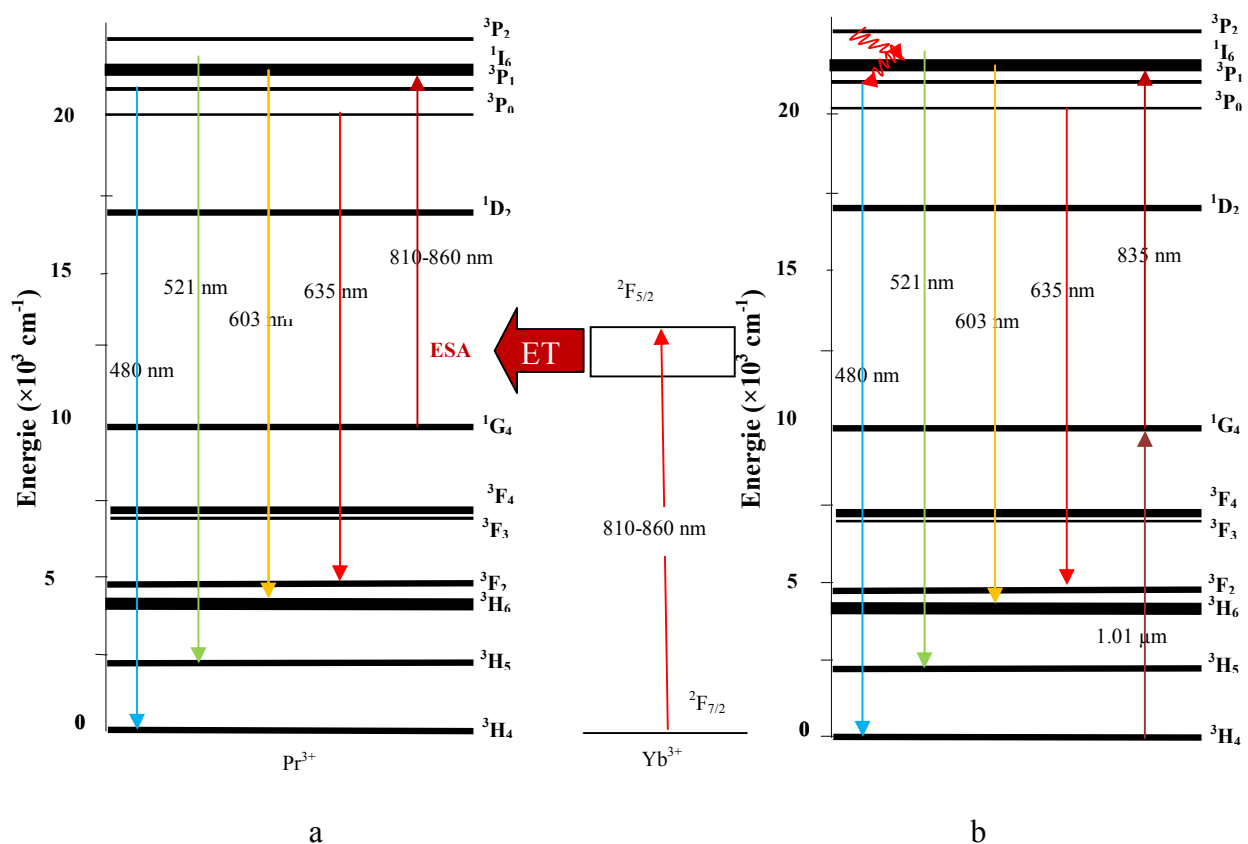 ³P₂
¹I₆
³P₁
³P₀
20
¹D₂
810-860 nm
15
521 nm
635 nm
603 nm
480 nm
ESA
ET
²F₅/₂
Energie (×10³ cm⁻¹)
10
¹G₄
³F₄
³F₃
810-860 nm
5
³F₂
³H₆
³H₅
²F₇/₂
0
³H₄
Pr³⁺
Yb³⁺
a
³P₂
¹I₆
³P₁
³P₀
20
¹D₂
835 nm
15
521 nm
635 nm
603 nm
480 nm
Energie (×10³ cm⁻¹)
10
¹G₄
³F₄
³F₃
5
³F₂
³H₆
1.01 µm
³H₅
0
³H₄
b